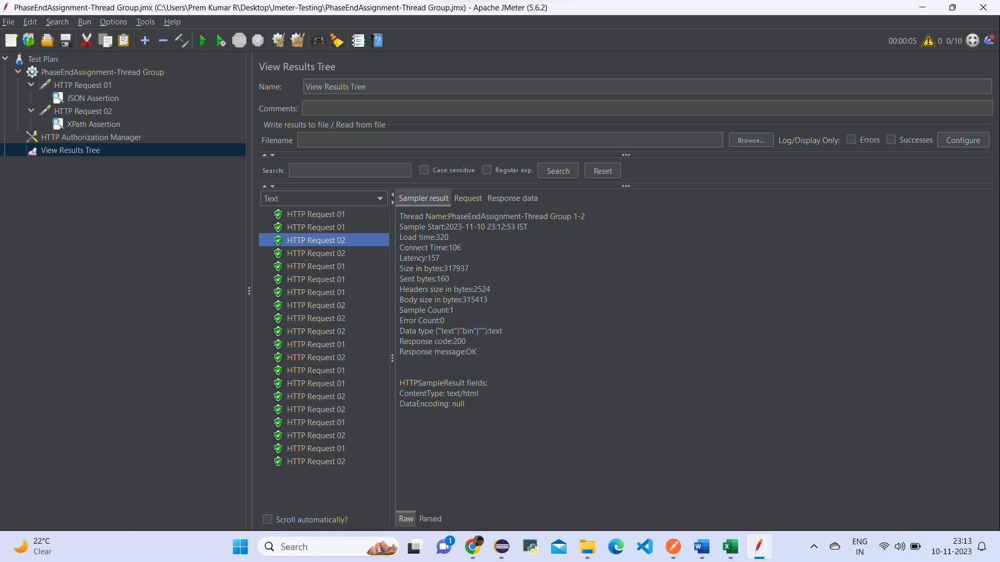 PhaseEndAssignment-Thread Group.jmx (C:\Users\Prem Kumar R\Desktop\Jmeter-Testing\PhaseEndAssignment-Thread Group.jmx) - Apache JMeter (5.6.2)
File Edit Search Run Options Tools Help
STOP
00:00:05 0 0/10
Test Plan
PhaseEndAssignment-Thread Group
HTTP Request 01
JSON Assertion
HTTP Request 02
XPath Assertion
HTTP Authorization Manager
View Results Tree
View Results Tree
Name: View Results Tree
Comments:
Write results to file / Read from file
Filename Browse... Log/Display Only: Errors Successes Configure
Search: Case sensitive Regular exp. Search Reset
Text
HTTP Request 01
HTTP Request 01
HTTP Request 02
HTTP Request 02
HTTP Request 01
HTTP Request 01
HTTP Request 01
HTTP Request 02
HTTP Request 02
HTTP Request 02
HTTP Request 01
HTTP Request 02
HTTP Request 01
HTTP Request 01
HTTP Request 02
HTTP Request 02
HTTP Request 01
HTTP Request 02
HTTP Request 01
HTTP Request 02
Scroll automatically?
Sampler result Request Response data
Thread Name:PhaseEndAssignment-Thread Group 1-2
Sample Start:2023-11-10 23:12:53 IST
Load time:320
Connect Time:106
Latency:157
Size in bytes:317937
Sent bytes:160
Headers size in bytes:2524
Body size in bytes:315413
Sample Count:1
Error Count:0
Data type ("text"|"bin"|""):text
Response code:200
Response message:OK
HTTPSampleResult fields:
ContentType: text/html
DataEncoding: null
Raw Parsed
22°C
Clear
Search
1
ENG
IN
23:13
10-11-2023